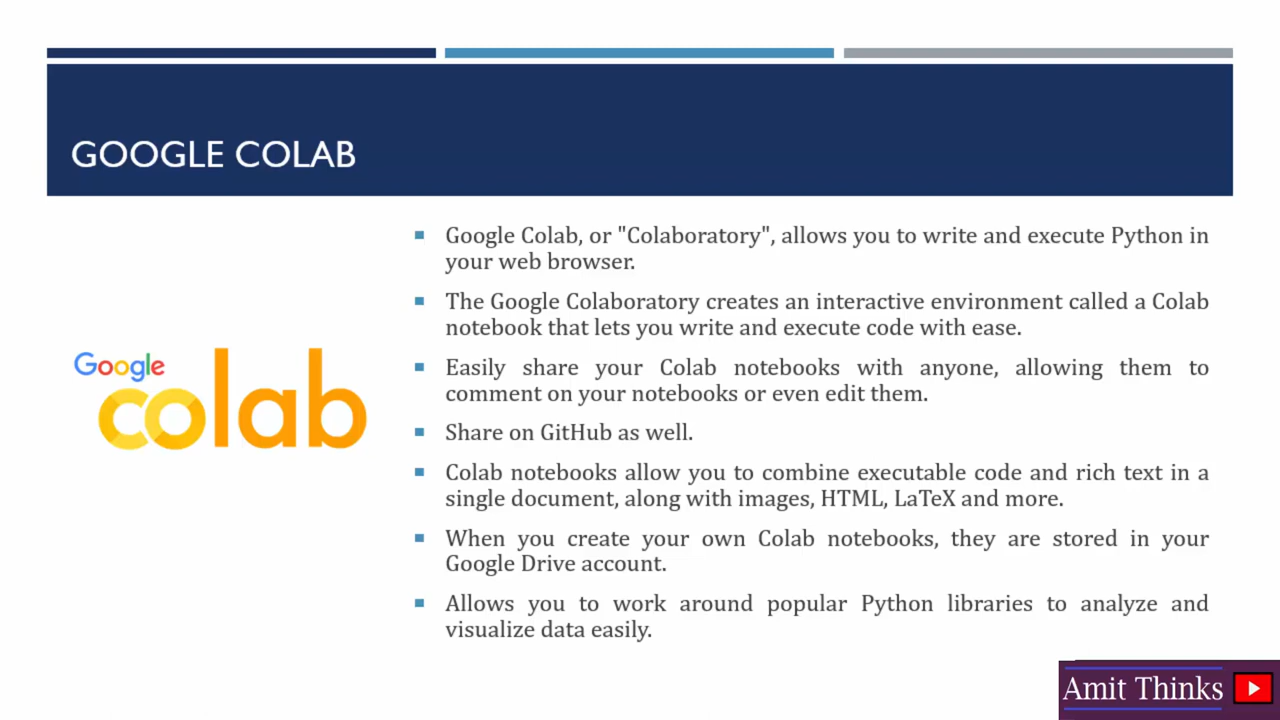 GOOGLE COLAB
Google
colab
Google Colab, or "Colaboratory", allows you to write and execute Python in
your web browser.
The Google Colaboratory creates an interactive environment called a Colab
notebook that lets you write and execute code with ease.
Easily share your Colab notebooks with anyone, allowing them to
comment on your notebooks or even edit them.
Share on GitHub as well.
Colab notebooks allow you to combine executable code and rich text in a
single document, along with images, HTML, LaTeX and more.
When you create your own Colab notebooks, they are stored in your
Google Drive account.
Allows you to work around popular Python libraries to analyze and
visualize data easily.
Amit Thinks